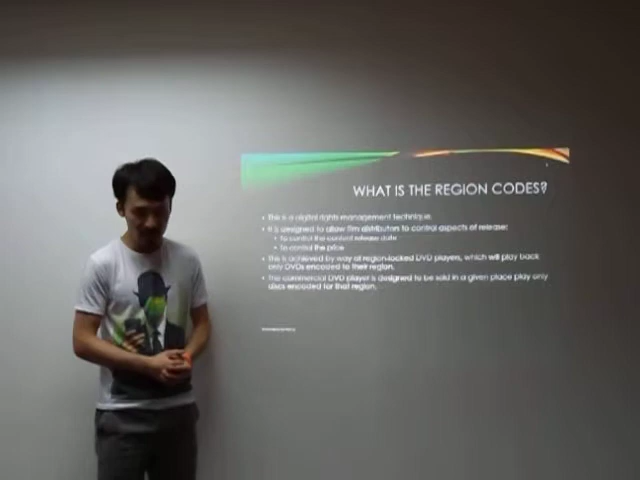 WHAT IS THE REGION CODES?
• This is a digital rights management technique.
• It is designed to allow film distributors to control aspects of release:
• To control the content release date
• To control the price
• This is achieved by way of region-locked DVD players, which will play back
only DVDs encoded to their region.
• The commercial DVD player is designed to be sold in a given place play only
discs encoded for that region.